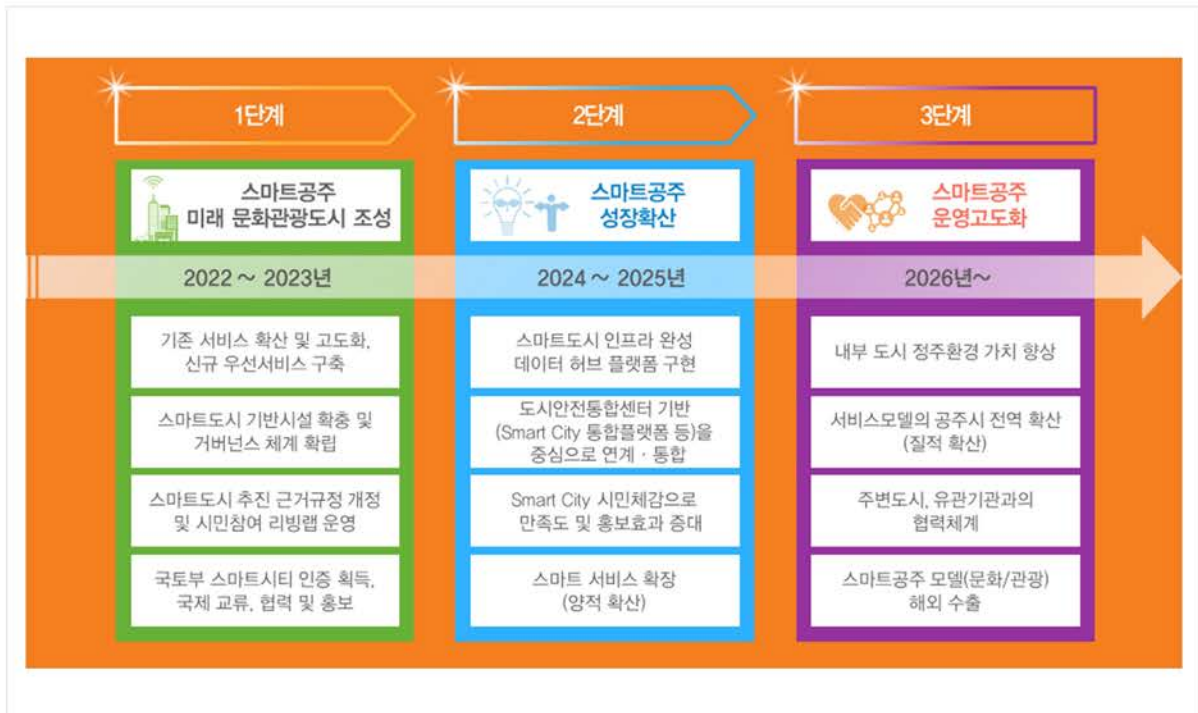 1단계
스마트공주
미래 문화관광도시 조성
2022 ~ 2023년
기존 서비스 확산 및 고도화,
신규 우선서비스 구축
스마트도시 기반시설 확충 및
거버넌스 체계 확립
스마트도시 추진 근거규정 개정
및 시민참여 리빙랩 운영
국토부 스마트시티 인증 획득,
국제 교류, 협력 및 홍보
2단계
스마트공주
성장확산
2024 ~ 2025년
스마트도시 인프라 완성
데이터 허브 플랫폼 구현
도시안전통합센터 기반
(Smart City 통합플랫폼 등)을
중심으로 연계 · 통합
Smart City 시민체감으로
만족도 및 홍보효과 증대
스마트 서비스 확장
(양적 확산)
3단계
스마트공주
운영고도화
2026년~
내부 도시 정주환경 가치 향상
서비스모델의 공주시 전역 확산
(질적 확산)
주변도시, 유관기관과의
협력체계
스마트공주 모델(문화/관광)
해외 수출